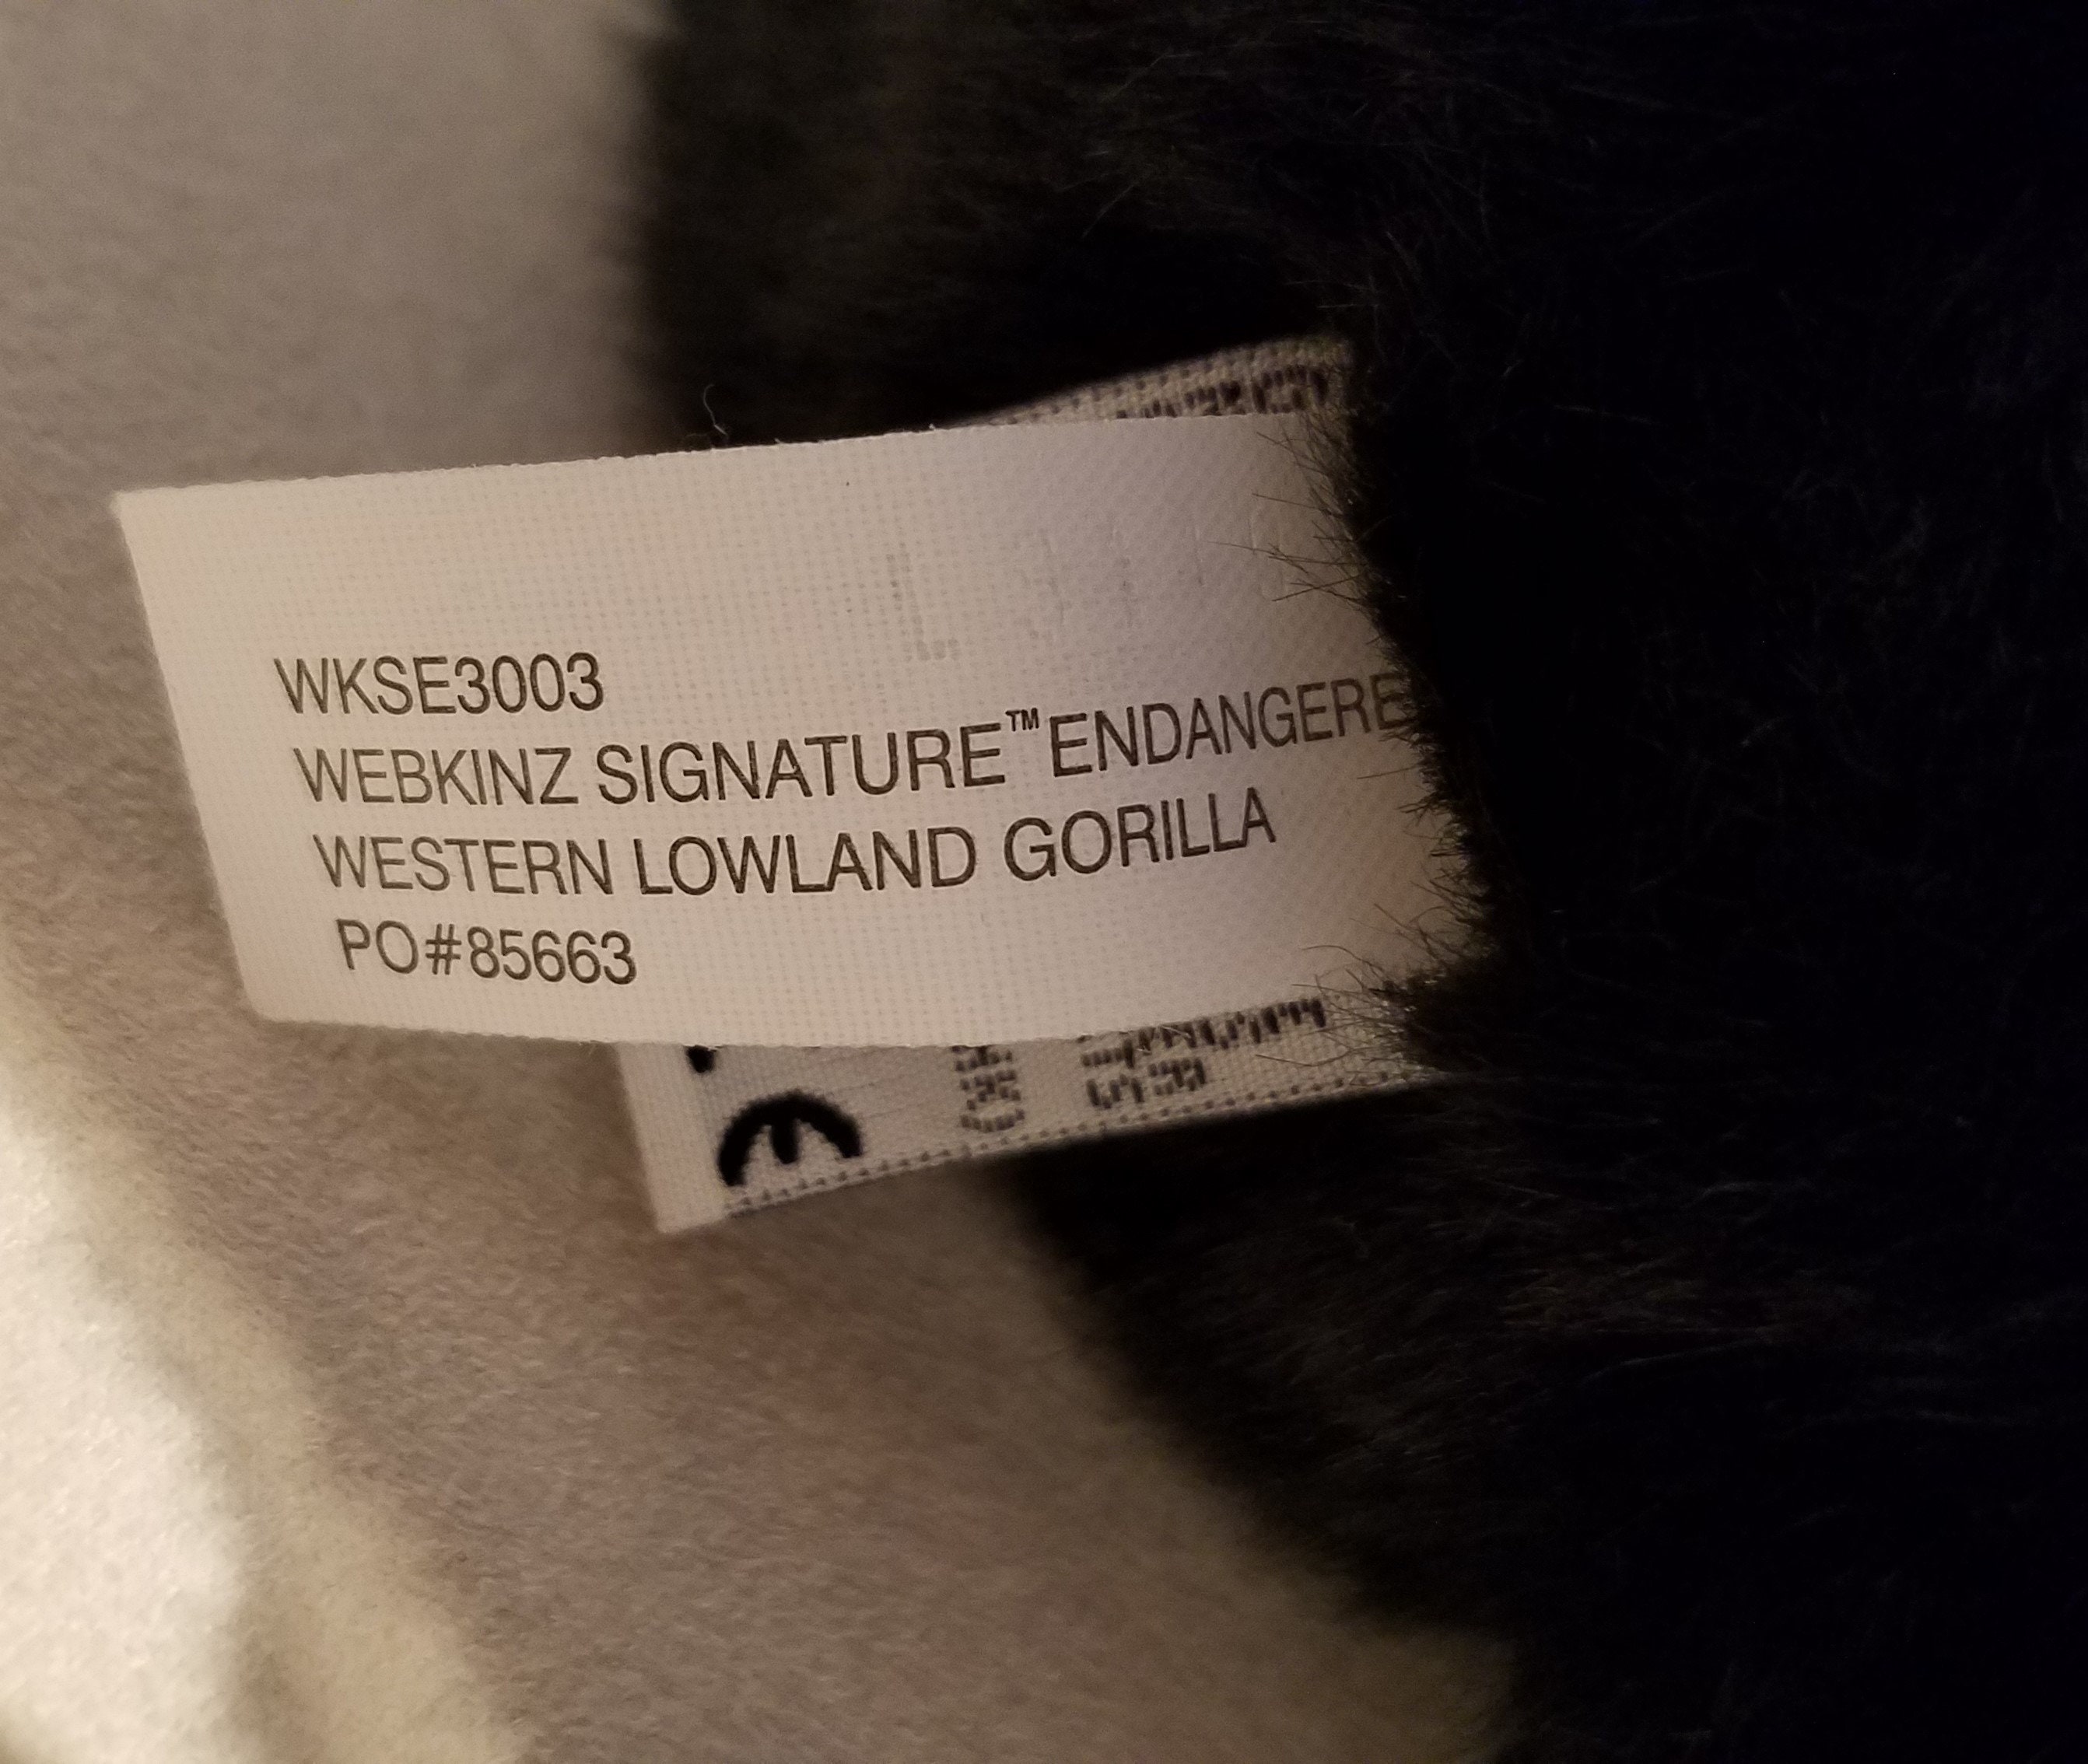 WKSE3003
WEBKINZ SIGNATURE™ ENDANGERE
WESTERN LOWLAND GORILLA
PO#85663